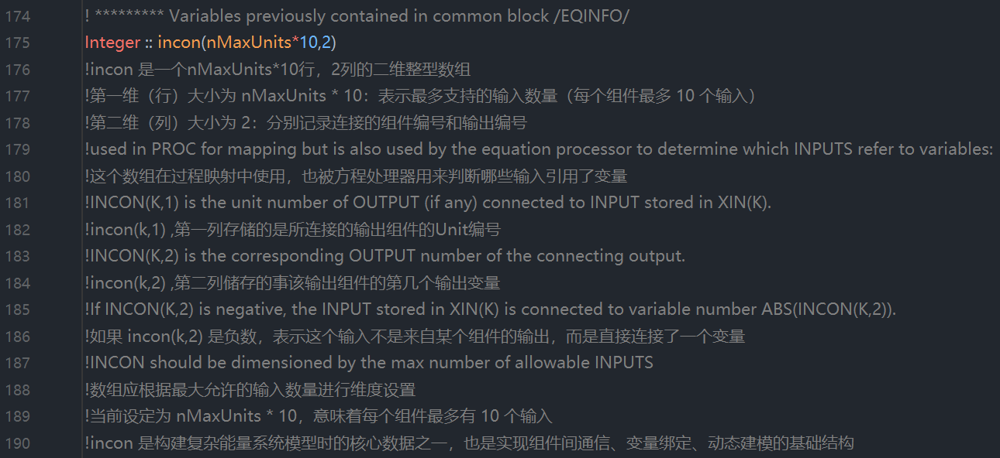 174 ! ********* Variables previously contained in common block /EQINFO/
175 Integer :: incon(nMaxUnits*10,2)
176 !incon 是一个nMaxUnits*10行，2列的二维整型数组
177 !第一维（行）大小为 nMaxUnits * 10：表示最多支持的输入数量（每个组件最多 10 个输入）
178 !第二维（列）大小为 2：分别记录连接的组件编号和输出编号
179 !used in PROC for mapping but is also used by the equation processor to determine which INPUTS refer to variables:
180 !这个数组在过程映射中使用，也被方程处理器用来判断哪些输入引用了变量
181 !INCON(K,1) is the unit number of OUTPUT (if any) connected to INPUT stored in XIN(K).
182 !incon(k,1) ,第一列存储的是所连接的输出组件的Unit编号
183 !INCON(K,2) is the corresponding OUTPUT number of the connecting output.
184 !incon(k,2) ,第二列储存的事该输出组件的第几个输出变量
185 !If INCON(K,2) is negative, the INPUT stored in XIN(K) is connected to variable number ABS(INCON(K,2)).
186 !如果 incon(k,2) 是负数，表示这个输入不是来自某个组件的输出，而是直接连接了一个变量
187 !INCON should be dimensioned by the max number of allowable INPUTS
188 !数组应根据最大允许的输入数量进行维度设置
189 !当前设定为 nMaxUnits * 10，意味着每个组件最多有 10 个输入
190 !incon 是构建复杂能量系统模型时的核心数据之一，也是实现组件间通信、变量绑定、动态建模的基础结构